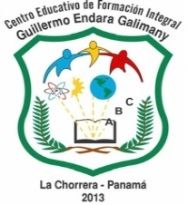 Centro Educativo de Formación Integral
Guillermo Endara Galimany
A B C
La Chorrera - Panamá
2013